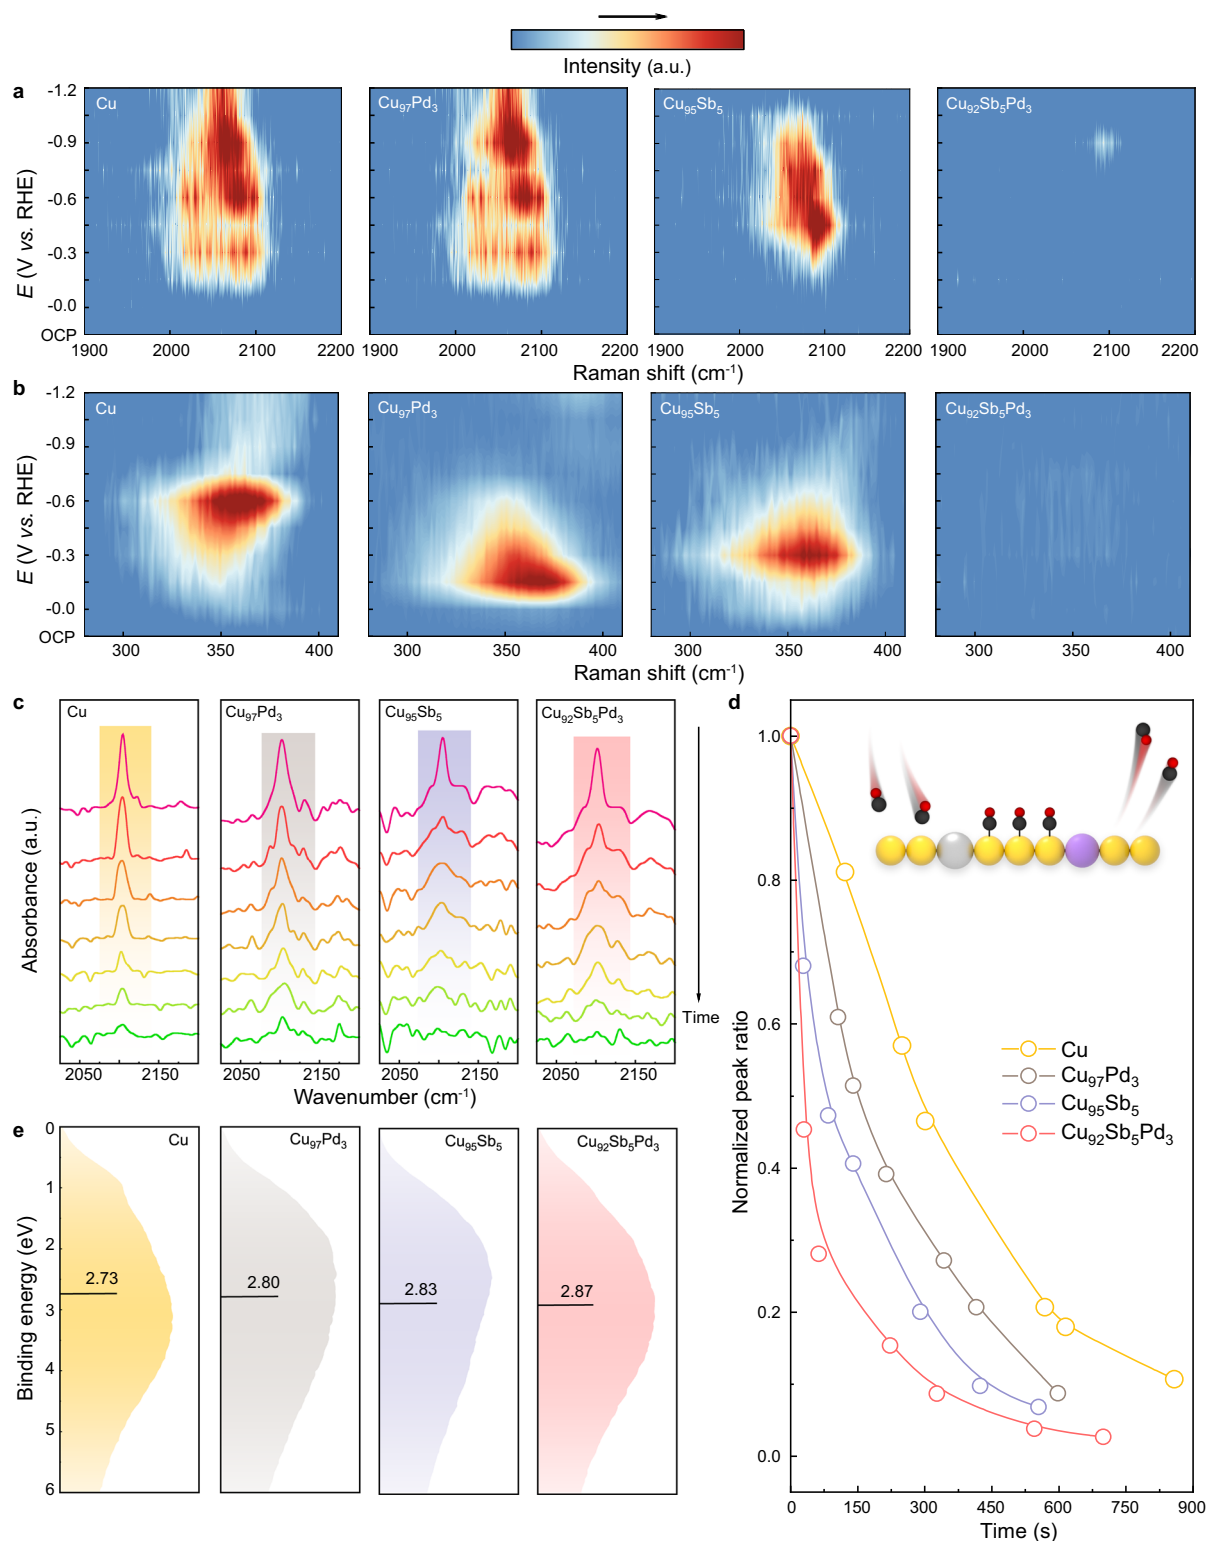 Intensity (a.u.)
a
Cu
Cu₉₇Pd₃
Cu₉₅Sb₅
Cu₉₂Sb₅Pd₃
E (V vs. RHE)
-1.2
-0.9
-0.6
-0.3
-0.0
OCP
1900 2000 2100 2200
1900 2000 2100 2200
1900 2000 2100 2200
1900 2000 2100 2200
Raman shift (cm⁻¹)
b
Cu
Cu₉₇Pd₃
Cu₉₅Sb₅
Cu₉₂Sb₅Pd₃
E (V vs. RHE)
-1.2
-0.9
-0.6
-0.3
-0.0
OCP
300 350 400
300 350 400
300 350 400
300 350 400
Raman shift (cm⁻¹)
c
Cu
Cu₉₇Pd₃
Cu₉₅Sb₅
Cu₉₂Sb₅Pd₃
Absorbance (a.u.)
Time
2050 2150
2050 2150
2050 2150
2050 2150
Wavenumber (cm⁻¹)
d
Normalized peak ratio
1.0
0.8
0.6
0.4
0.2
0.0
Cu
Cu₉₇Pd₃
Cu₉₅Sb₅
Cu₉₂Sb₅Pd₃
0 150 300 450 600 750 900
Time (s)
e
Binding energy (eV)
0
1
2
3
4
5
6
Cu
2.73
Cu₉₇Pd₃
2.80
Cu₉₅Sb₅
2.83
Cu₉₂Sb₅Pd₃
2.87